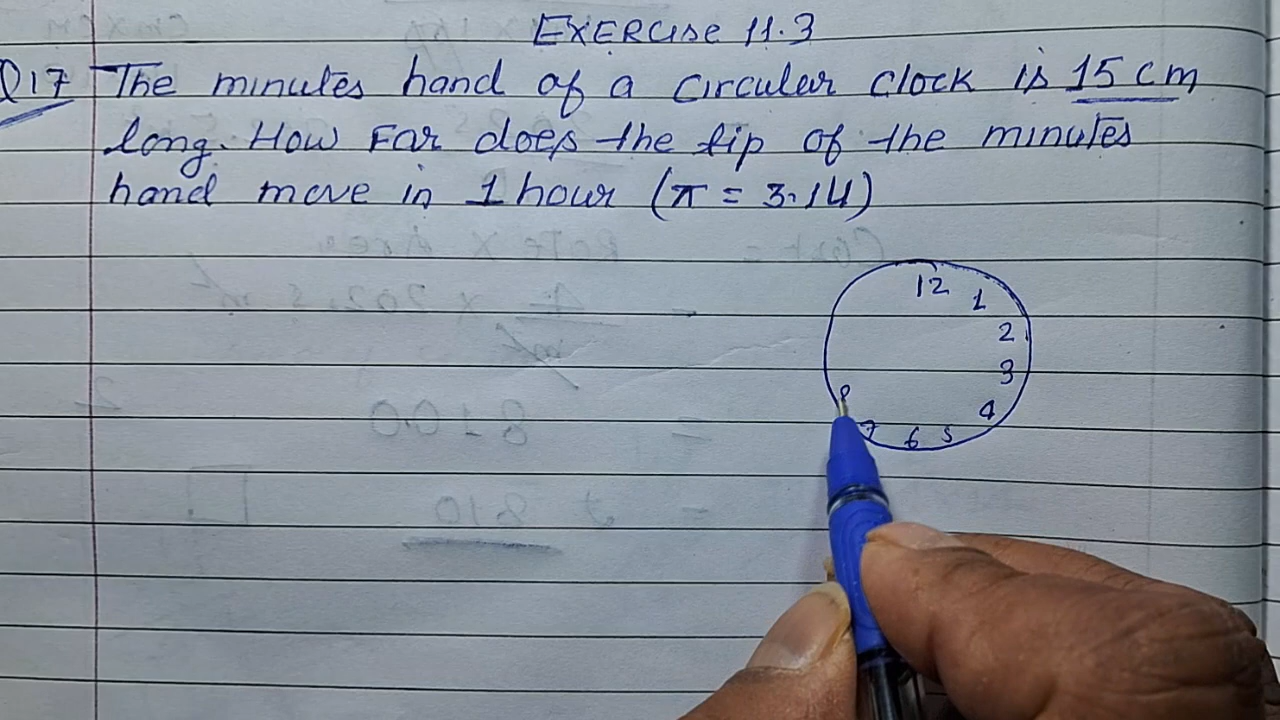 EXERCISE 11.3
Q17 The minutes hand of a circular clock is 15 cm
long. How Far does the tip of the minutes
hand move in 1 hour (π = 3.14)
12
1
2
3
4
5
6
7
8